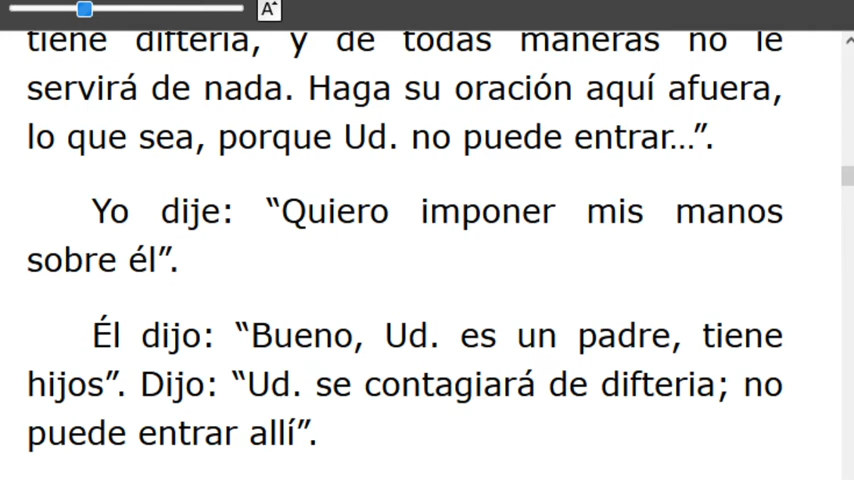 A
tiene difteria, y de todas maneras no le
servirá de nada. Haga su oración aquí afuera,
lo que sea, porque Ud. no puede entrar...”.
Yo dije: “Quiero imponer mis manos
sobre él”.
Él dijo: “Bueno, Ud. es un padre, tiene
hijos”. Dijo: “Ud. se contagiará de difteria; no
puede entrar allí”.